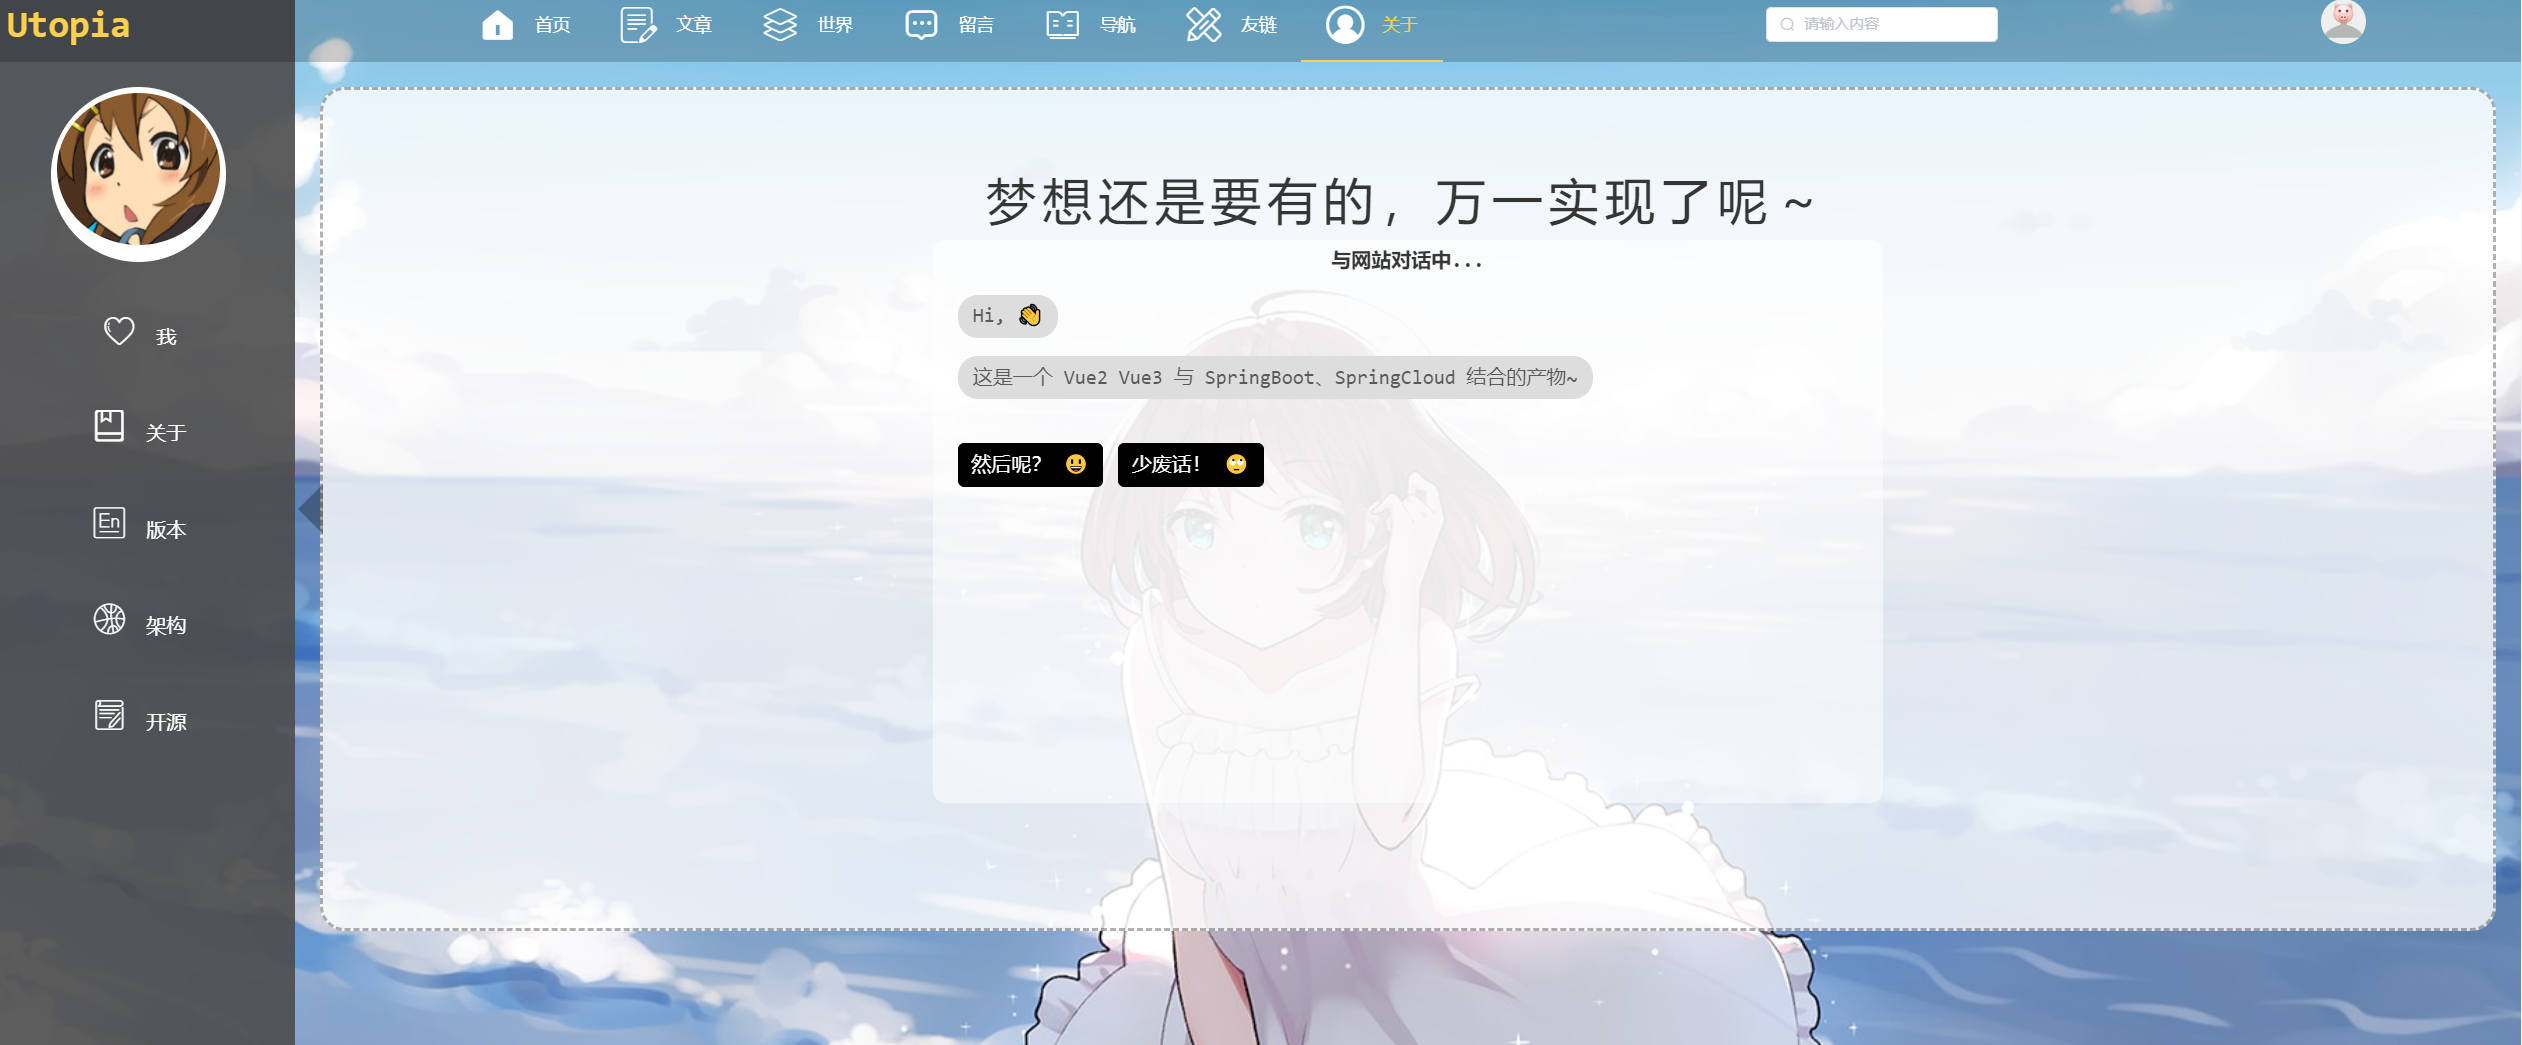 Utopia
首页
文章
世界
留言
导航
友链
关于
请输入内容
我
关于
En
版本
架构
开源
梦想还是要有的，万一实现了呢～
与网站对话中...
Hi, 👋
这是一个 Vue2 Vue3 与 SpringBoot、SpringCloud 结合的产物~
然后呢? 😃
少废话! 🙄